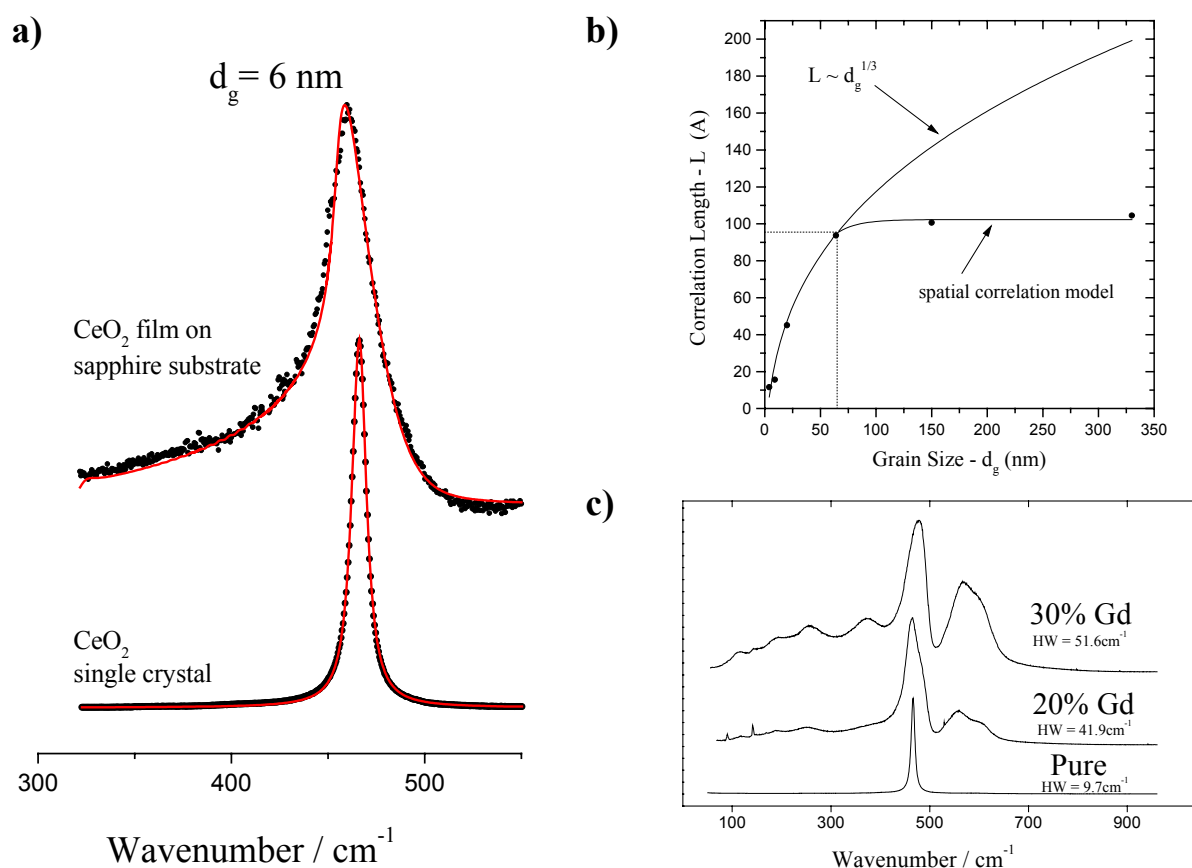 a)
d_g = 6 nm
CeO₂ film on
sapphire substrate
CeO₂
single crystal
300 400 500
Wavenumber / cm⁻¹
b)
200
180
160
140
120
100
80
60
40
20
0
Correlation Length - L (A)
L ~ d_g^1/3
spatial correlation model
0 50 100 150 200 250 300 350
Grain Size - d_g (nm)
c)
30% Gd
HW = 51.6cm⁻¹
20% Gd
HW = 41.9cm⁻¹
Pure
HW = 9.7cm⁻¹
100 300 500 700 900
Wavenumber / cm⁻¹